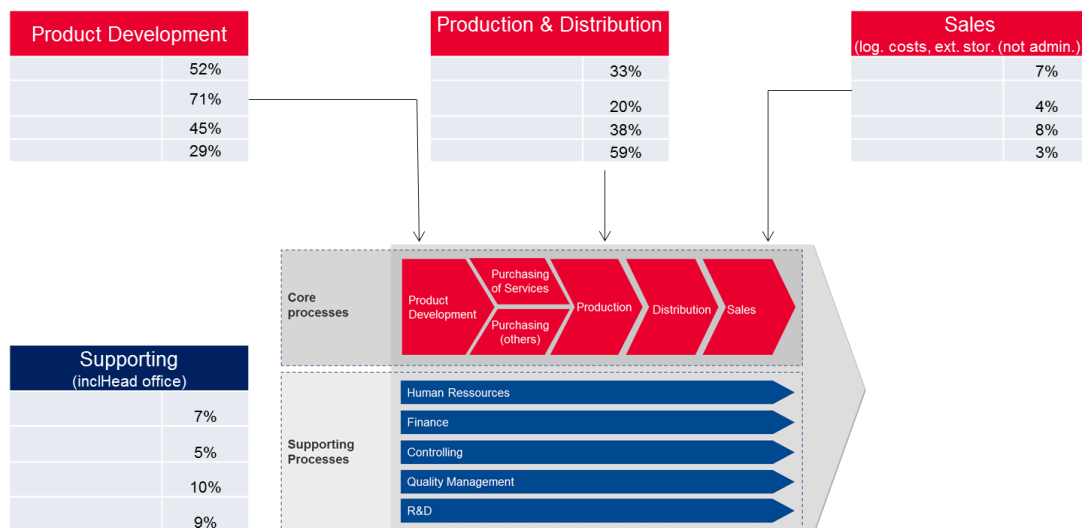 Product Development
52%
71%
45%
29%
Production & Distribution
33%
20%
38%
59%
Sales
(log. costs, ext. stor. (not admin.)
7%
4%
8%
3%
Core
processes
Product
Development
Purchasing
of Services
Purchasing
(others)
Production
Distribution
Sales
Supporting
(inclHead office)
7%
5%
10%
9%
Supporting
Processes
Human Ressources
Finance
Controlling
Quality Management
R&D